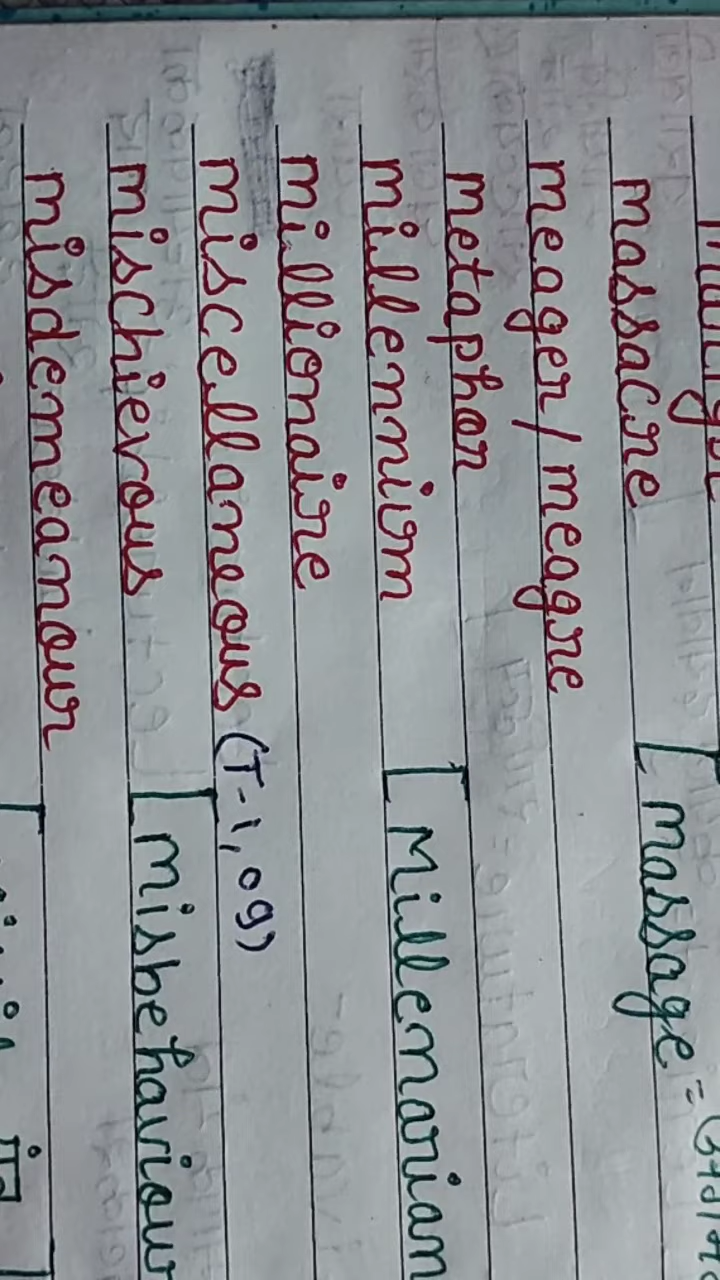 massacre [massage =
meager/meagre
metaphor
millennium [Millenarian
millionaire
miscellaneous (T-1, 09)
mischievous [misbehaviour
misdemeanour [